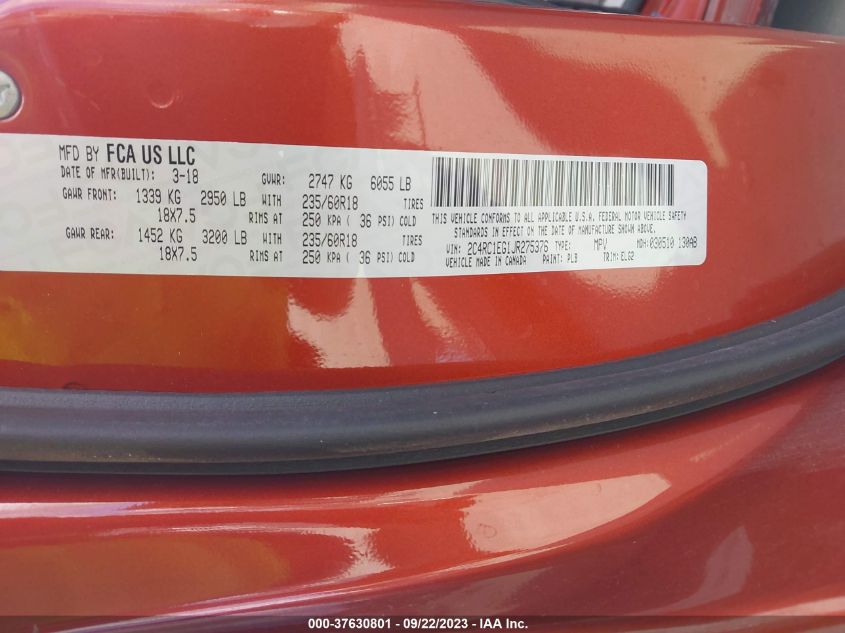 MFD BY FCA US LLC
DATE OF MFR(BUILT): 3-18 GVWR: 2747 KG 6055 LB
GAWR FRONT: 1339 KG 2950 LB WITH 235/60R18 TIRES
18X7.5 RIMS AT 250 KPA ( 36 PSI) COLD
GAWR REAR: 1452 KG 3200 LB WITH 235/60R18 TIRES
18X7.5 RIMS AT 250 KPA ( 36 PSI) COLD
THIS VEHICLE CONFORMS TO ALL APPLICABLE U.S.A. FEDERAL MOTOR VEHICLE SAFETY
STANDARDS IN EFFECT ON THE DATE OF MANUFACTURE SHOWN ABOVE.
VIN: 2C4RC1EG1JR275376 TYPE: MPV MDH: 030510 130AB
VEHICLE MADE IN CANADA PAINT: PLB TRIM: ELG2
000-37630801 - 09/22/2023 - IAA Inc.